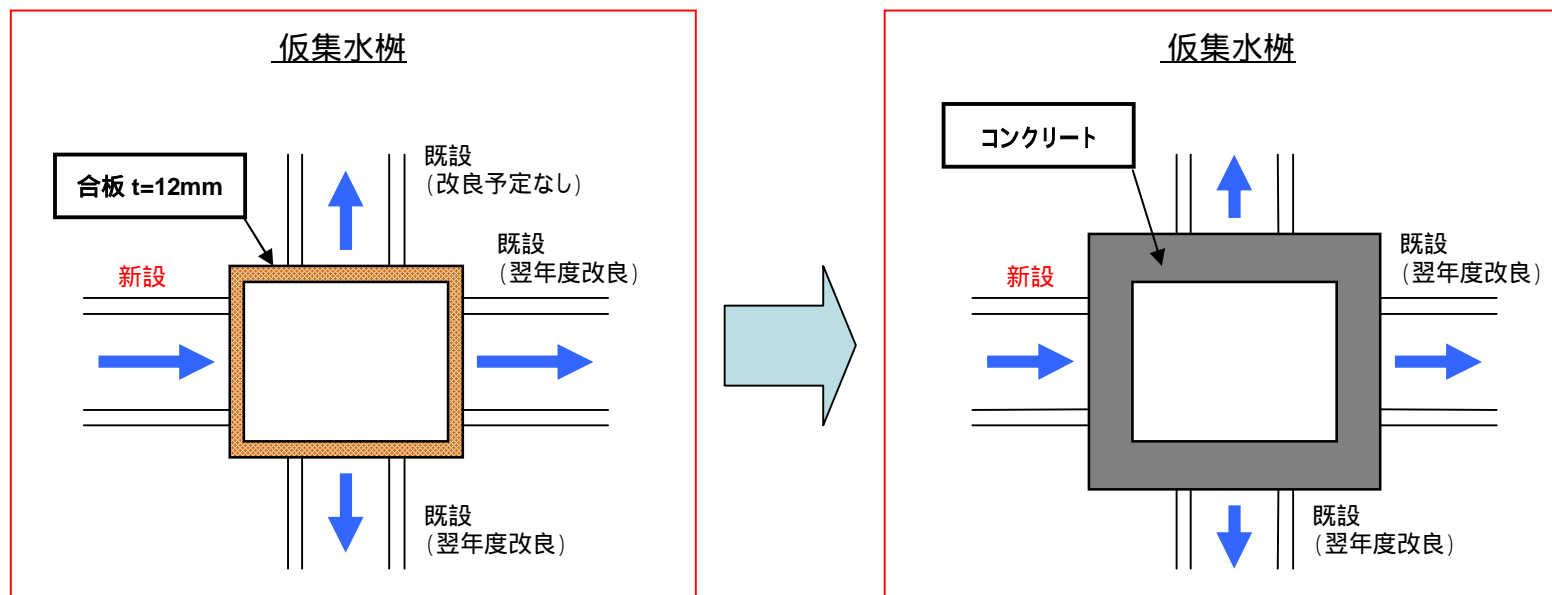 仮集水桝
合板 t=12mm
既設
(改良予定なし)
既設
(翌年度改良)
新設
既設
(翌年度改良)
仮集水桝
コンクリート
既設
(翌年度改良)
新設
既設
(翌年度改良)